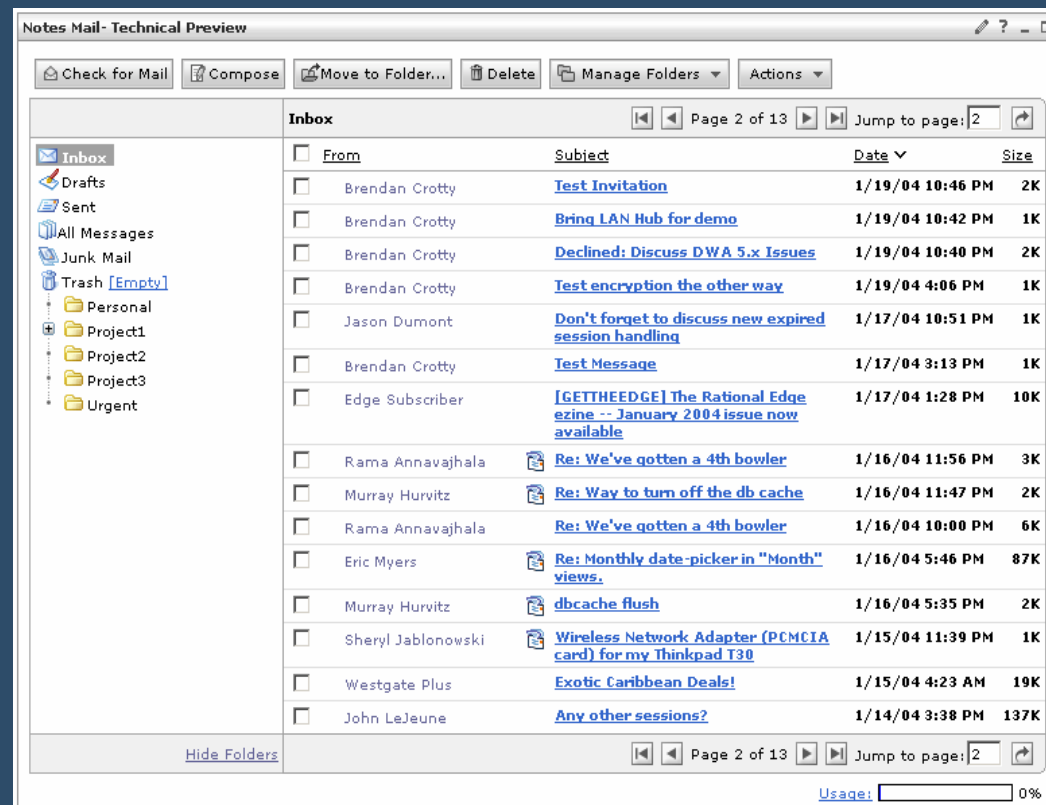 Notes Mail- Technical Preview
Check for Mail Compose Move to Folder... Delete Manage Folders Actions
Inbox Page 2 of 13 Jump to page: 2
Inbox
Drafts
Sent
All Messages
Junk Mail
Trash [Empty]
Personal
Project1
Project2
Project3
Urgent
From Subject Date Size
Brendan Crotty Test Invitation 1/19/04 10:46 PM 2K
Brendan Crotty Bring LAN Hub for demo 1/19/04 10:42 PM 1K
Brendan Crotty Declined: Discuss DWA 5.x Issues 1/19/04 10:40 PM 2K
Brendan Crotty Test encryption the other way 1/19/04 4:06 PM 1K
Jason Dumont Don't forget to discuss new expired 1/17/04 10:51 PM 1K
session handling
Brendan Crotty Test Message 1/17/04 3:13 PM 1K
Edge Subscriber [GETTHEEDGE] The Rational Edge 1/17/04 1:28 PM 10K
ezine -- January 2004 issue now
available
Rama Annavajhala Re: We've gotten a 4th bowler 1/16/04 11:56 PM 3K
Murray Hurvitz Re: Way to turn off the db cache 1/16/04 11:47 PM 2K
Rama Annavajhala Re: We've gotten a 4th bowler 1/16/04 10:00 PM 6K
Eric Myers Re: Monthly date-picker in "Month" 1/16/04 5:46 PM 87K
views.
Murray Hurvitz dbcache flush 1/16/04 5:35 PM 2K
Sheryl Jablonowski Wireless Network Adapter (PCMCIA 1/15/04 11:39 PM 1K
card) for my Thinkpad T30
Westgate Plus Exotic Caribbean Deals! 1/15/04 4:23 AM 19K
John LeJeune Any other sessions? 1/14/04 3:38 PM 137K
Hide Folders Page 2 of 13 Jump to page: 2
Usage: 0%